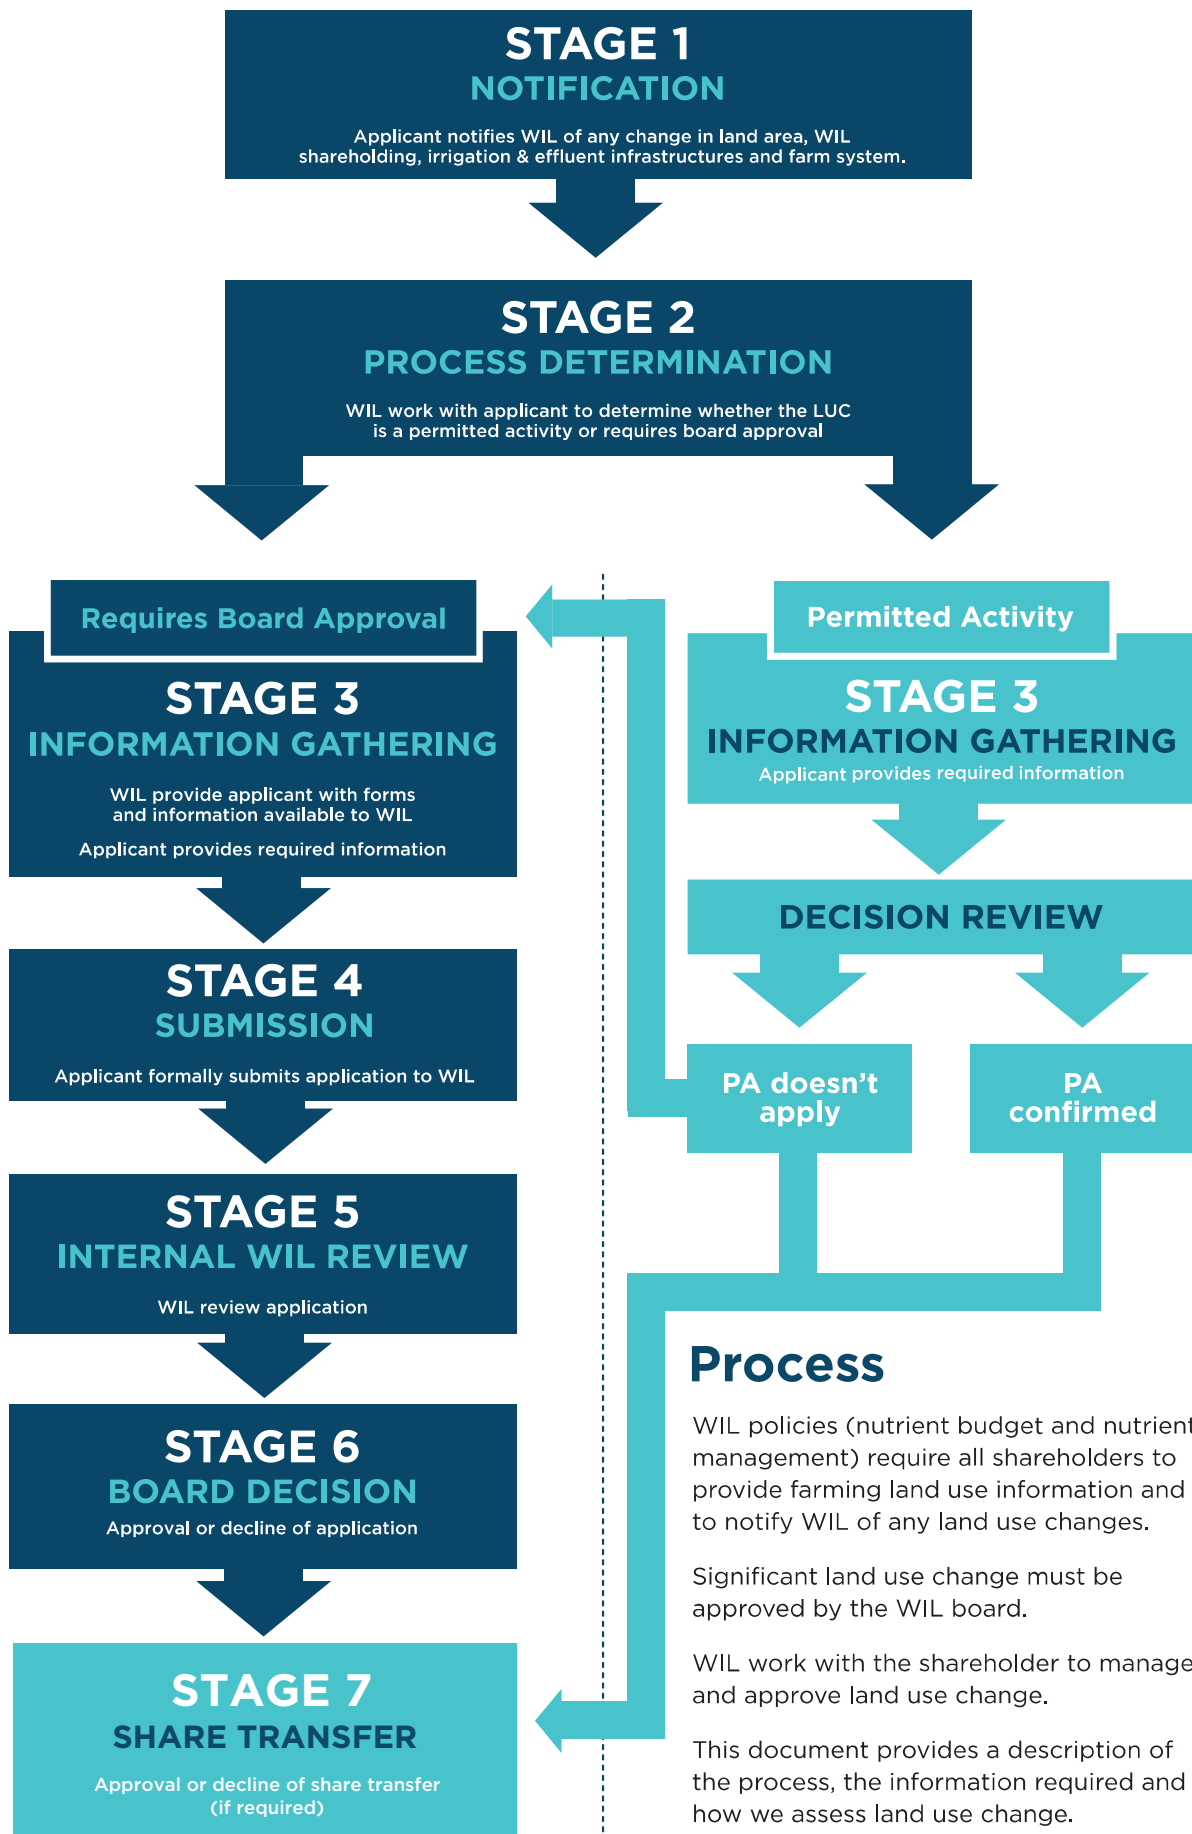 STAGE 1
NOTIFICATION
Applicant notifies WIL of any change in land area, WIL
shareholding, irrigation & effluent infrastructures and farm system.
STAGE 2
PROCESS DETERMINATION
WIL work with applicant to determine whether the LUC
is a permitted activity or requires board approval
Requires Board Approval
STAGE 3
INFORMATION GATHERING
WIL provide applicant with forms
and information available to WIL
Applicant provides required information
STAGE 4
SUBMISSION
Applicant formally submits application to WIL
STAGE 5
INTERNAL WIL REVIEW
WIL review application
STAGE 6
BOARD DECISION
Approval or decline of application
STAGE 7
SHARE TRANSFER
Approval or decline of share transfer
(if required)
Permitted Activity
STAGE 3
INFORMATION GATHERING
Applicant provides required information
DECISION REVIEW
PA doesn’t
apply
PA
confirmed
Process
WIL policies (nutrient budget and nutrient
management) require all shareholders to
provide farming land use information and
to notify WIL of any land use changes.
Significant land use change must be
approved by the WIL board.
WIL work with the shareholder to manage
and approve land use change.
This document provides a description of
the process, the information required and
how we assess land use change.